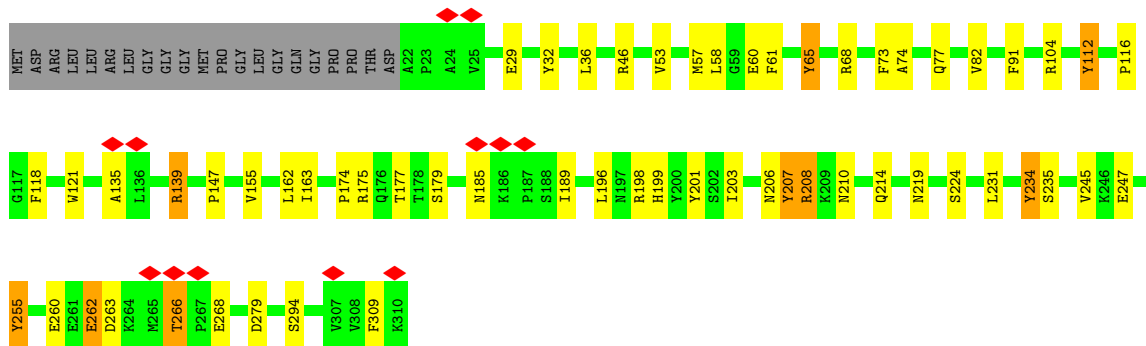 MET ASP ARG LEU LEU ARG LEU GLY GLY GLY MET PRO GLY LEU GLY GLN GLY PRO PRO THR ASP A22 P23 A24 V25 E29 Y32 L36 R46 V53 M57 L58 G59 E60 F61 Y65 R68 F73 A74 Q77 V82 F91 R104 Y112 P116
G117 F118 W121 A135 L136 R139 P147 V155 L162 I163 P174 R175 Q176 T177 T178 S179 N185 K186 P187 S188 I189 L196 N197 R198 H199 Y200 Y201 S202 I203 N206 Y207 R208 K209 N210 Q214 N219 S224 L231 Y234 S235 V245 K246 E247
Y255 E260 E261 E262 D263 K264 M265 T266 P267 E268 D279 S294 V307 V308 F309 K310